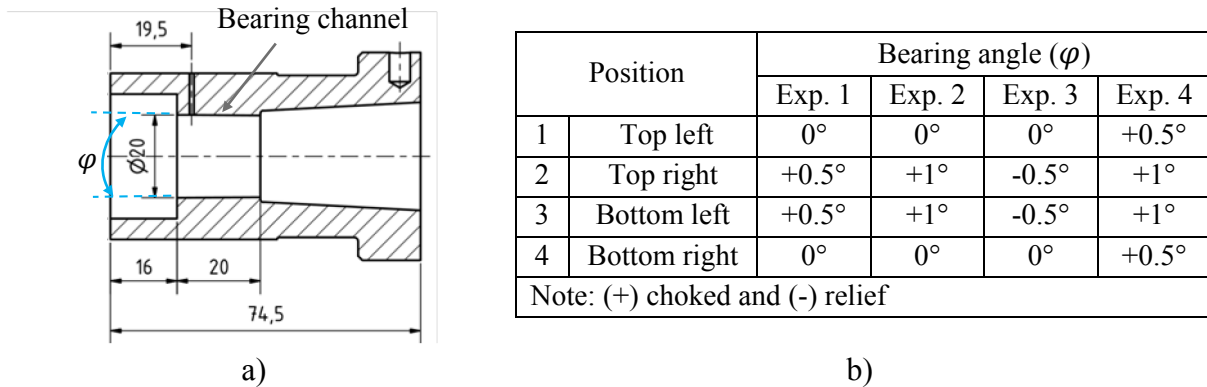 Bearing channel
19,5
φ
Ø20
16
20
74,5
a)
Position Bearing angle (φ)
Exp. 1 Exp. 2 Exp. 3 Exp. 4
1 Top left 0° 0° 0° +0.5°
2 Top right +0.5° +1° -0.5° +1°
3 Bottom left +0.5° +1° -0.5° +1°
4 Bottom right 0° 0° 0° +0.5°
Note: (+) choked and (-) relief
b)